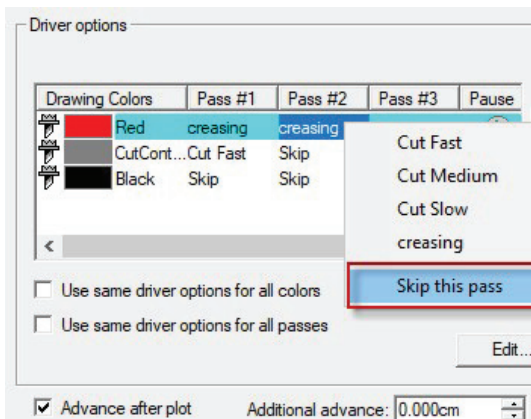 Driver options
Drawing Colors Pass #1 Pass #2 Pass #3 Pause
Red creasing creasing
CutCont... Cut Fast Skip
Black Skip Skip
Cut Fast
Cut Medium
Cut Slow
creasing
Skip this pass
Use same driver options for all colors
Use same driver options for all passes
Edit...
Advance after plot Additional advance: 0.000cm